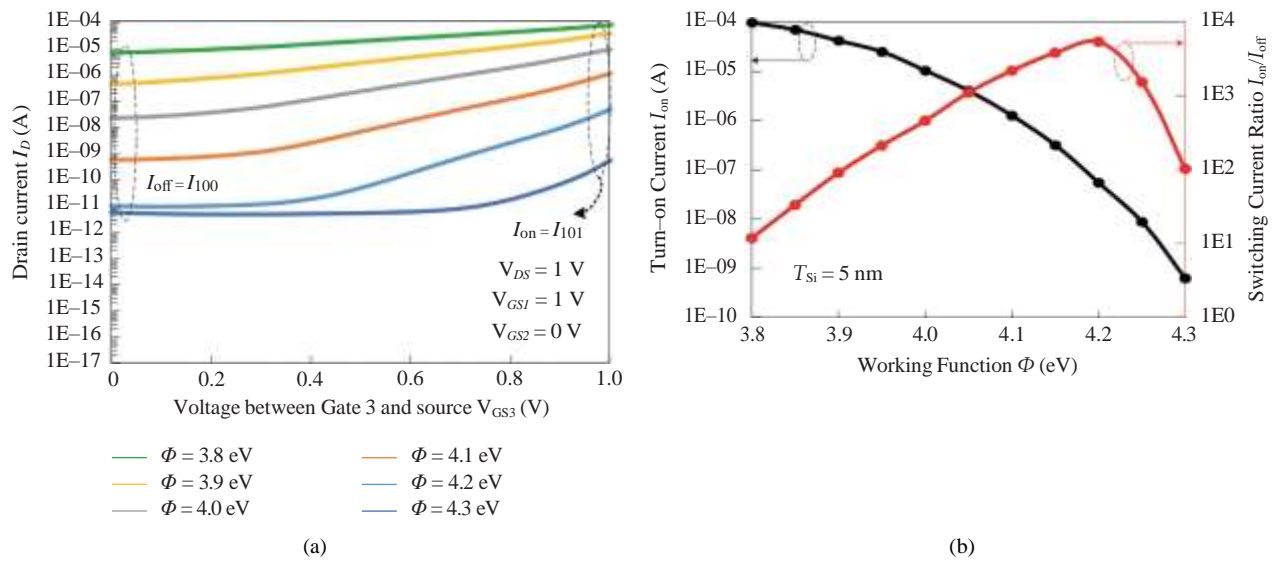 Drain current I_D (A)
1E–04
1E–05
1E–06
1E–07
1E–08
1E–09
1E–10
1E–11
1E–12
1E–13
1E–14
1E–15
1E–16
1E–17
I_off = I_100
I_on = I_101
V_DS = 1 V
V_GS1 = 1 V
V_GS2 = 0 V
0 0.2 0.4 0.6 0.8 1.0
Voltage between Gate 3 and source V_GS3 (V)
Φ = 3.8 eV
Φ = 3.9 eV
Φ = 4.0 eV
Φ = 4.1 eV
Φ = 4.2 eV
Φ = 4.3 eV
(a)
Turn–on Current I_on (A)
1E–04
1E–05
1E–06
1E–07
1E–08
1E–09
1E–10
T_Si = 5 nm
3.8 3.9 4.0 4.1 4.2 4.3
Working Function Φ (eV)
1E4
1E3
1E2
1E1
1E0
Switching Current Ratio I_on/I_off
(b)